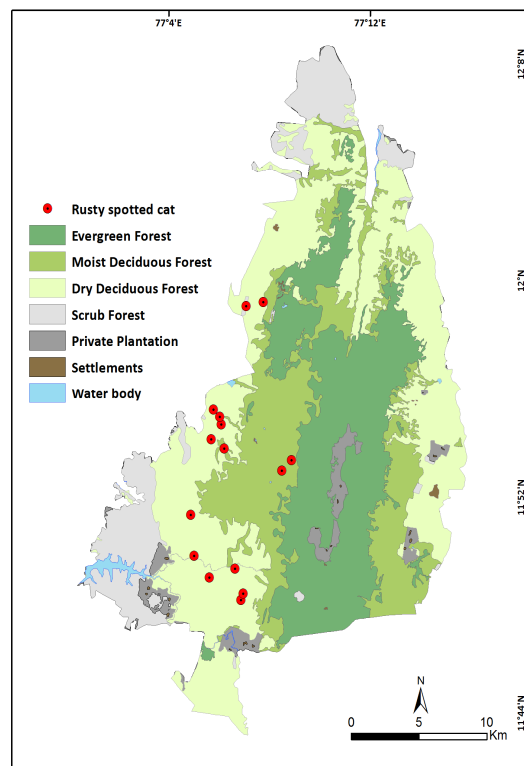 77°4'E
77°12'E
12°8'N
Rusty spotted cat
Evergreen Forest
Moist Deciduous Forest
Dry Deciduous Forest
Scrub Forest
Private Plantation
Settlements
Water body
12°N
11°52'N
11°44'N
N
0 5 10
Km